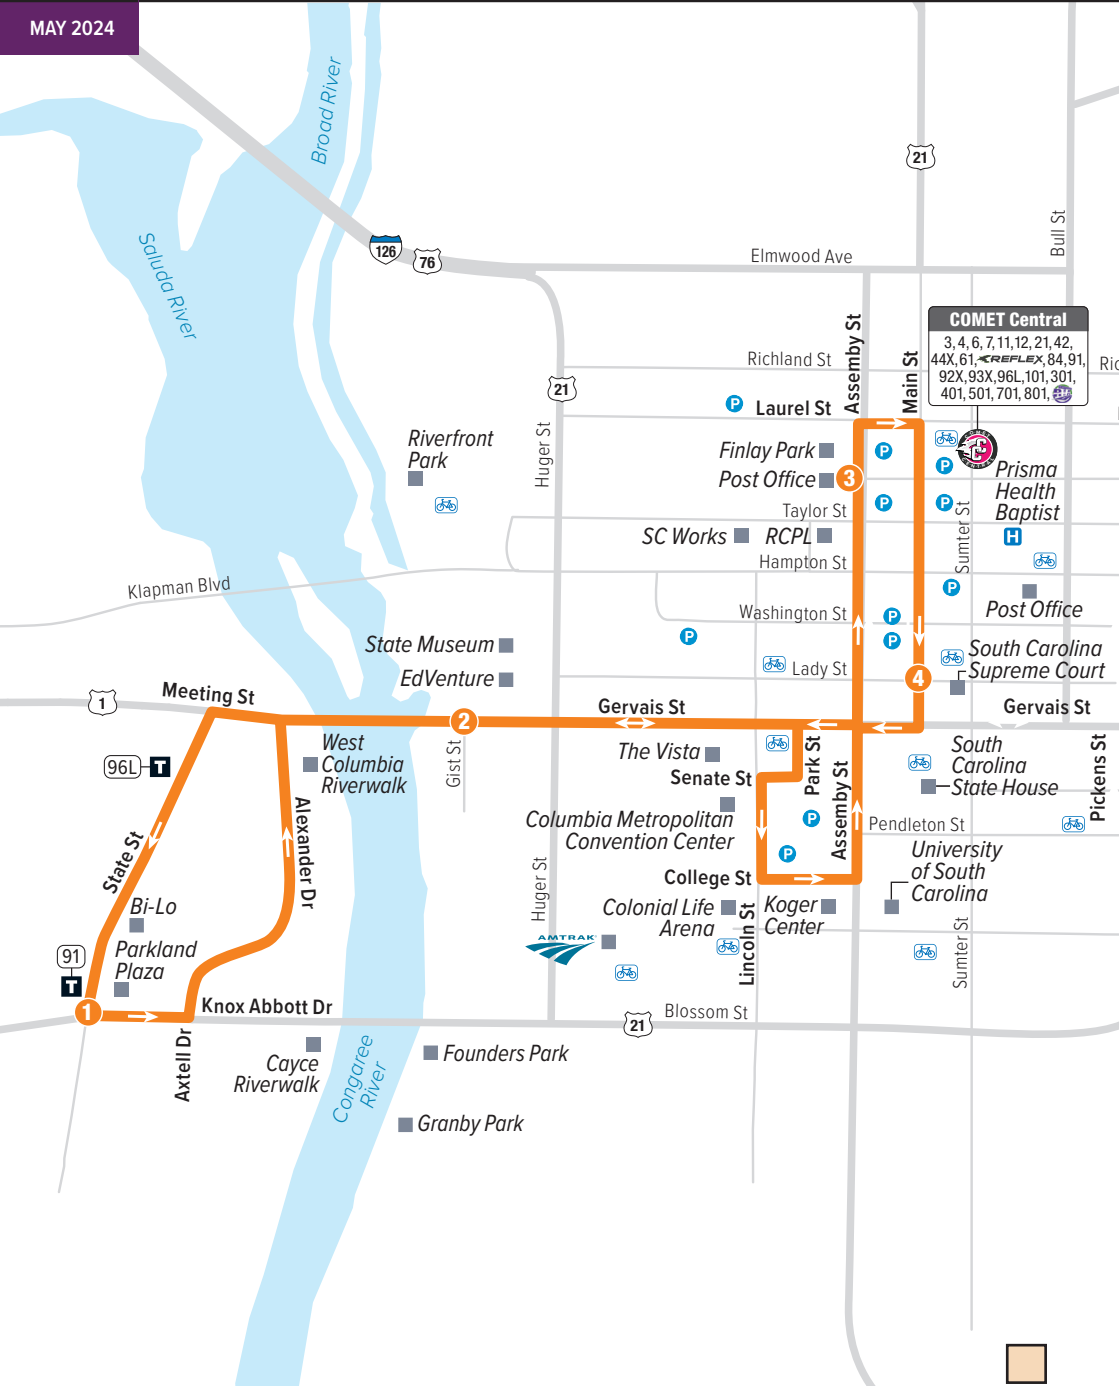 MAY 2024
Broad River
21
Bull St
Saluda River
126
76
Elmwood Ave
COMET Central
3, 4, 6, 7, 11, 12, 21, 42,
44X, 61, REFLEX, 84, 91,
92X, 93X, 96L, 101, 301,
401, 501, 701, 801,
Assemby St
Main St
Richland St
Ric
21
P
Laurel St
Huger St
Riverfront
Park
Finlay Park
P
COMET
CENTRAL
P
Post Office
3
Prisma
Health
Baptist
H
Taylor St
P
P
Sumter St
SC Works
RCPL
Hampton St
Klapman Blvd
P
Post Office
Washington St
P
P
P
State Museum
EdVenture
Lady St
4
South Carolina
Supreme Court
Meeting St
1
2
Gervais St
Gervais St
96L
T
West
Columbia
Riverwalk
Gist St
The Vista
Park St
South
Carolina
State House
Pickens St
Senate St
Assemby St
Alexander Dr
State St
Columbia Metropolitan
Convention Center
P
P
Pendleton St
University
of South
Carolina
Huger St
College St
Bi-Lo
Colonial Life
Arena
Lincoln St
Koger
Center
Sumter St
91
T
Parkland
Plaza
AMTRAK
1
Knox Abbott Dr
Blossom St
21
Axtell Dr
Cayce
Riverwalk
Congaree
River
Founders Park
Granby Park